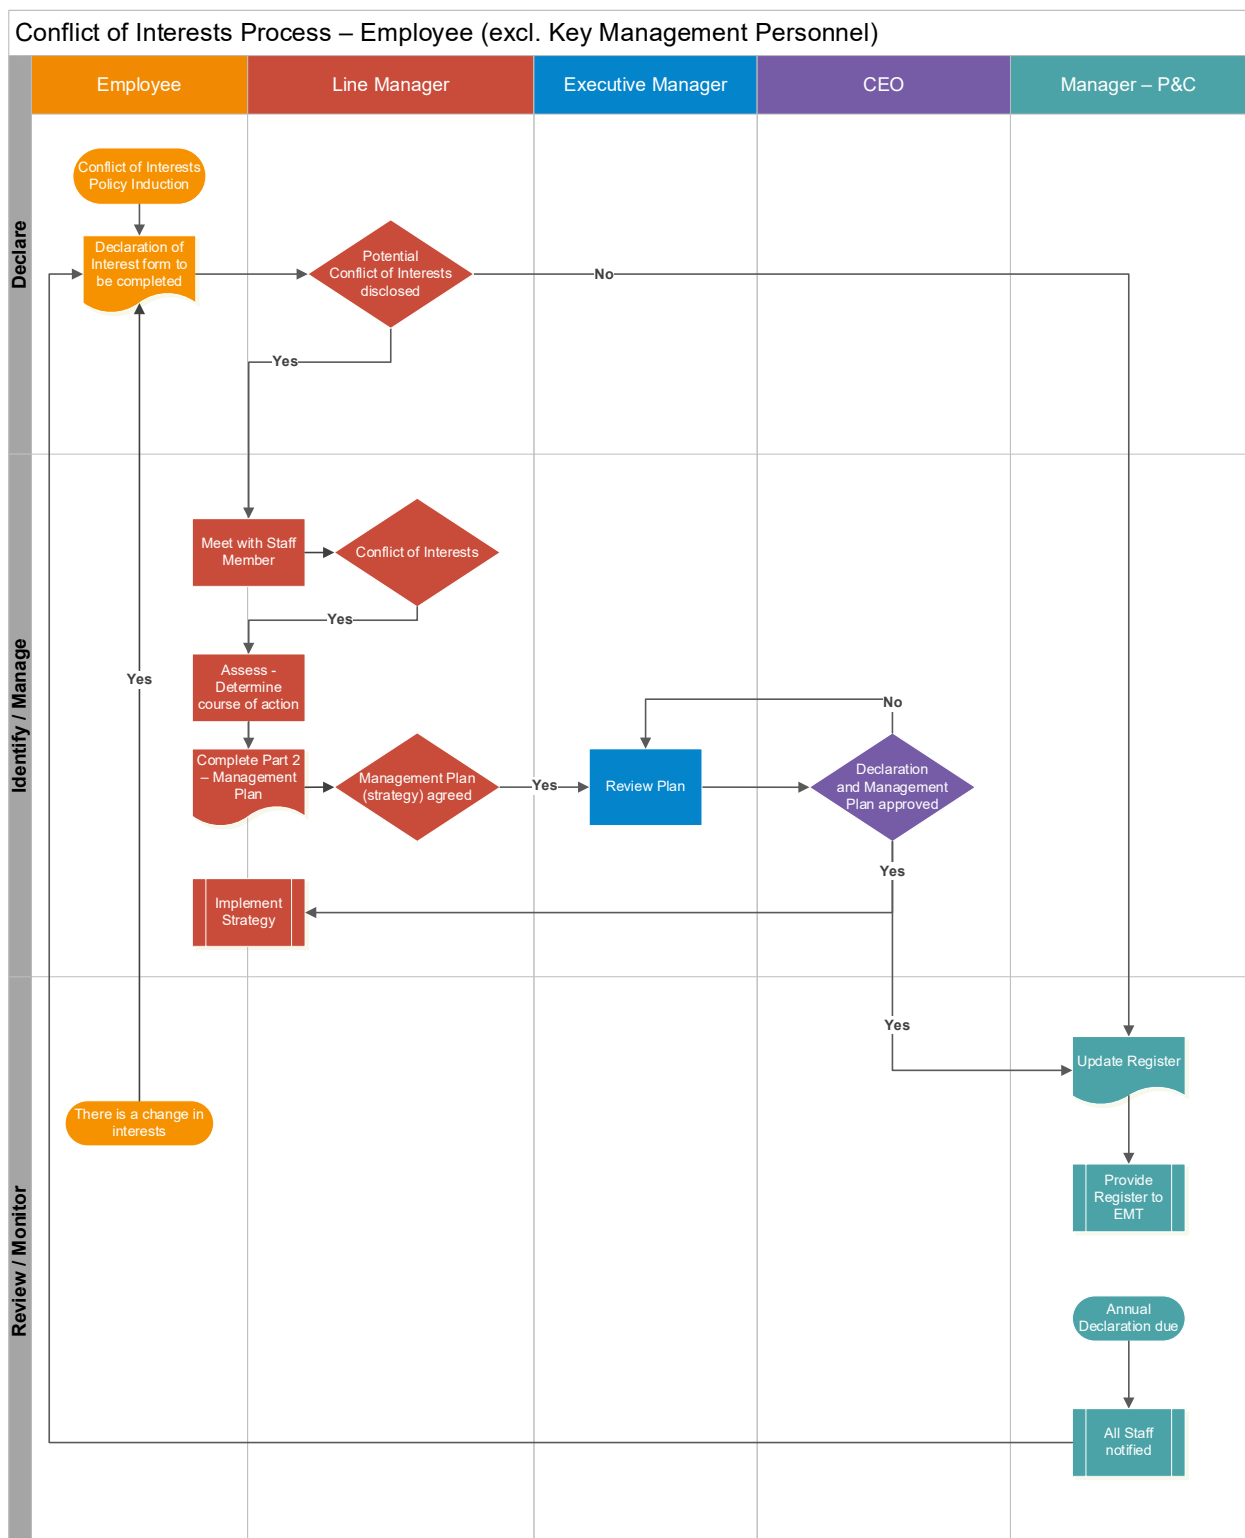 Conflict of Interests Process – Employee (excl. Key Management Personnel)
Employee
Line Manager
Executive Manager
CEO
Manager – P&C
Declare
Conflict of Interests
Policy Induction
Declaration of
Interest form to
be completed
Potential
Conflict of Interests
disclosed
No
Yes
Identify / Manage
Meet with Staff
Member
Conflict of Interests
Yes
Assess -
Determine
course of action
Yes
Complete Part 2
– Management
Plan
Management Plan
(strategy) agreed
Yes
Review Plan
No
Declaration
and Management
Plan approved
Yes
Implement
Strategy
Review / Monitor
Yes
Update Register
There is a change in
interests
Provide
Register to
EMT
Annual
Declaration due
All Staff
notified